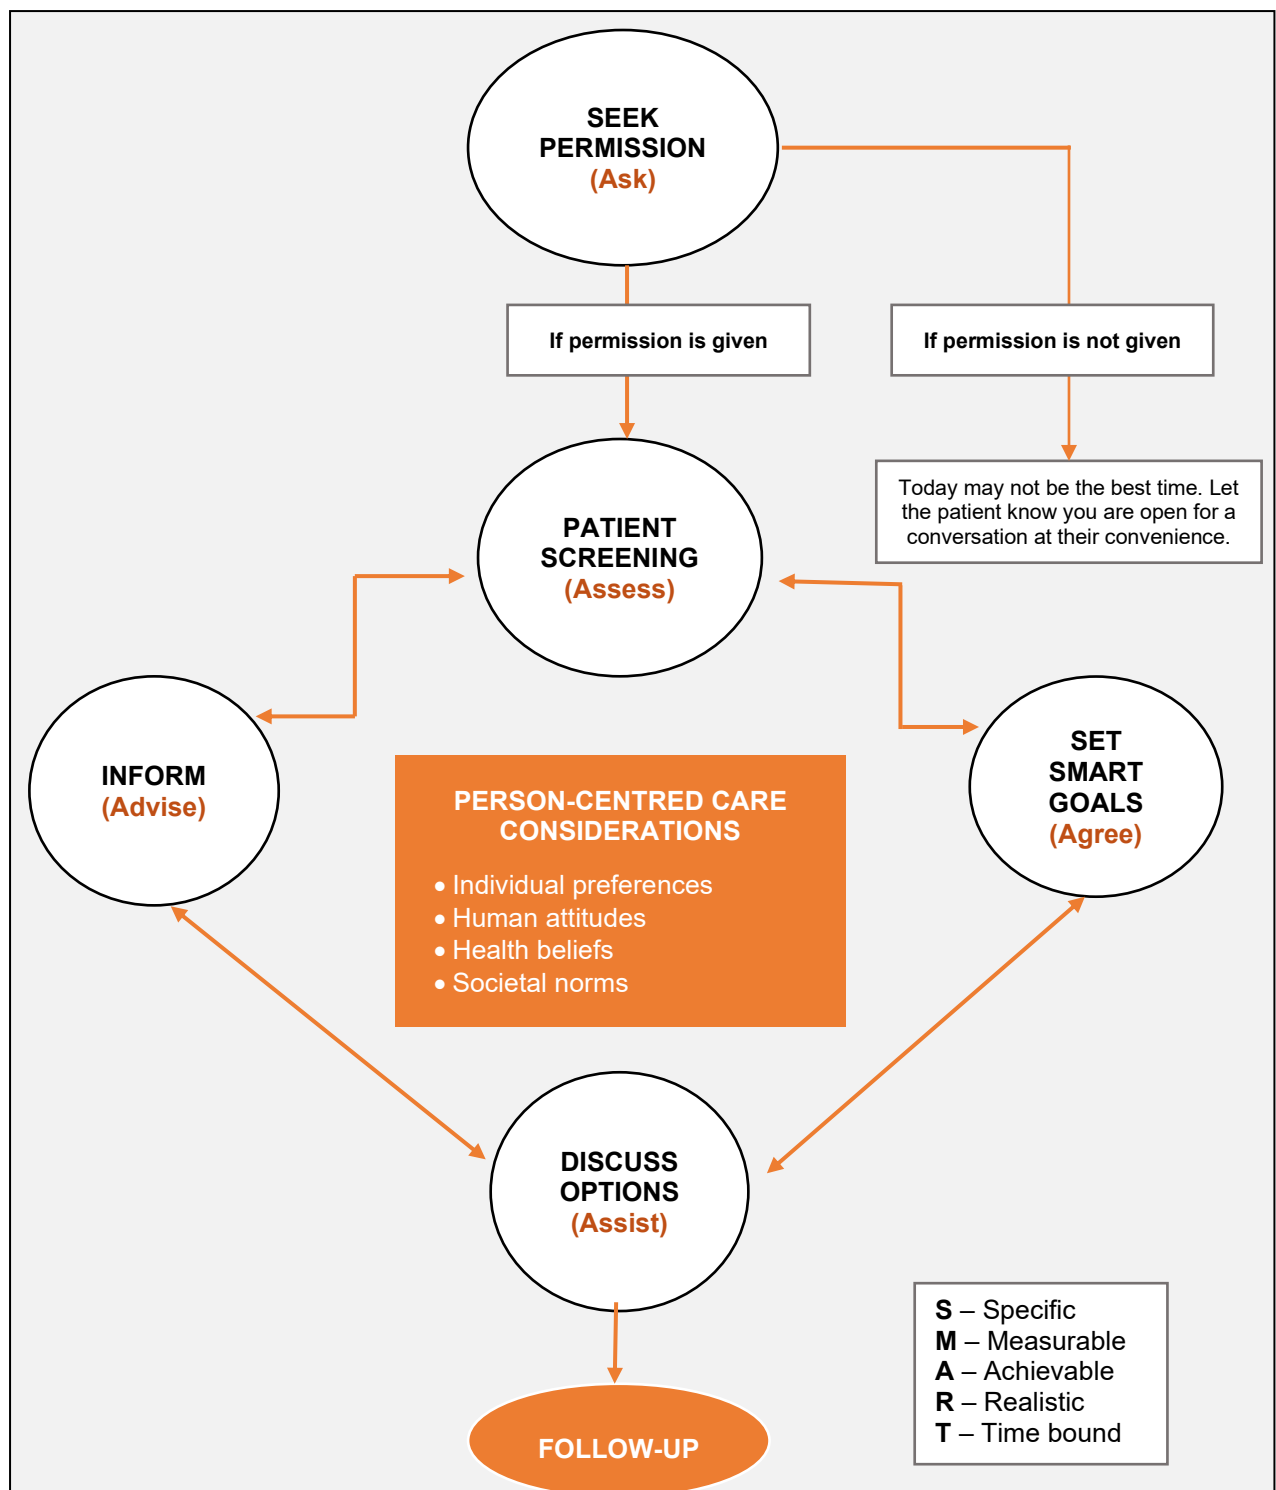 SEEK
PERMISSION
(Ask)
If permission is given
If permission is not given
Today may not be the best time. Let
the patient know you are open for a
conversation at their convenience.
PATIENT
SCREENING
(Assess)
INFORM
(Advise)
SET
SMART
GOALS
(Agree)
PERSON-CENTRED CARE
CONSIDERATIONS
• Individual preferences
• Human attitudes
• Health beliefs
• Societal norms
DISCUSS
OPTIONS
(Assist)
S – Specific
M – Measurable
A – Achievable
R – Realistic
T – Time bound
FOLLOW-UP